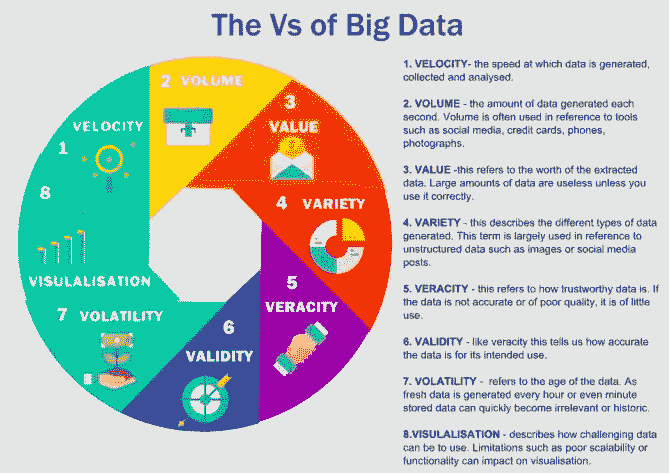 The Vs of Big Data
1
VELOCITY
2 VOLUME
3
VALUE
4 VARIETY
5
VERACITY
6
VALIDITY
7 VOLATILITY
8
VISULALISATION
1. VELOCITY- the speed at which data is generated,
collected and analysed.
2. VOLUME - the amount of data generated each
second. Volume is often used in reference to tools
such as social media, credit cards, phones,
photographs.
3. VALUE -this refers to the worth of the extracted
data. Large amounts of data are useless unless you
use it correctly.
4. VARIETY - this describes the different types of data
generated. This term is largely used in reference to
unstructured data such as images or social media
posts.
5. VERACITY - this refers to how trustworthy data is. If
the data is not accurate or of poor quality, it is of little
use.
6. VALIDITY - like veracity this tells us how accurate
the data is for its intended use.
7. VOLATILITY - refers to the age of the data. As
fresh data is generated every hour or even minute
stored data can quickly become irrelevant or historic.
8.VISULALISATION - describes how challenging data
can be to use. Limitations such as poor scalability or
functionality can impact on visualisation.